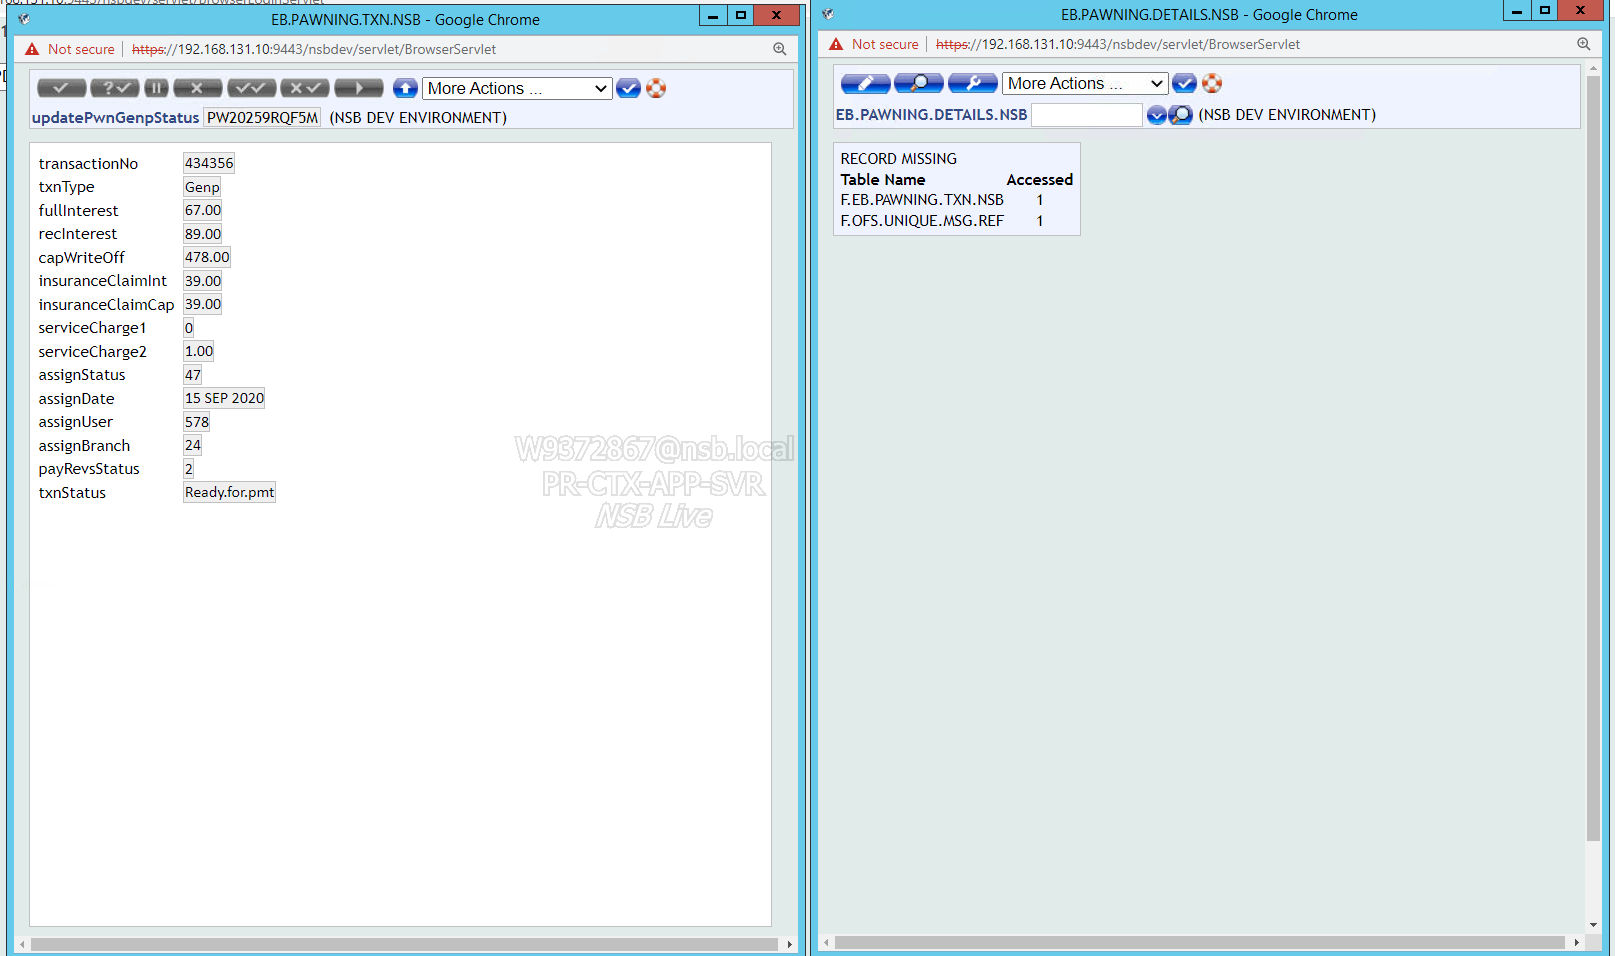 EB.PAWNING.TXN.NSB - Google Chrome
Not secure | https://192.168.131.10:9443/nsbdev/servlet/BrowserServlet
More Actions ...
updatePwnGenpStatus PW20259RQF5M (NSB DEV ENVIRONMENT)
transactionNo 434356
txnType Genp
fullInterest 67.00
recInterest 89.00
capWriteOff 478.00
insuranceClaimInt 39.00
insuranceClaimCap 39.00
serviceCharge1 0
serviceCharge2 1.00
assignStatus 47
assignDate 15 SEP 2020
assignUser 578
assignBranch 24
payRevsStatus 2
txnStatus Ready.for.pmt
W9372867@nsb.local
PR-CTX-APP-SVR
NSB Live
EB.PAWNING.DETAILS.NSB - Google Chrome
Not secure | https://192.168.131.10:9443/nsbdev/servlet/BrowserServlet
More Actions ...
EB.PAWNING.DETAILS.NSB (NSB DEV ENVIRONMENT)
RECORD MISSING
Table Name Accessed
F.EB.PAWNING.TXN.NSB 1
F.OFS.UNIQUE.MSG.REF 1